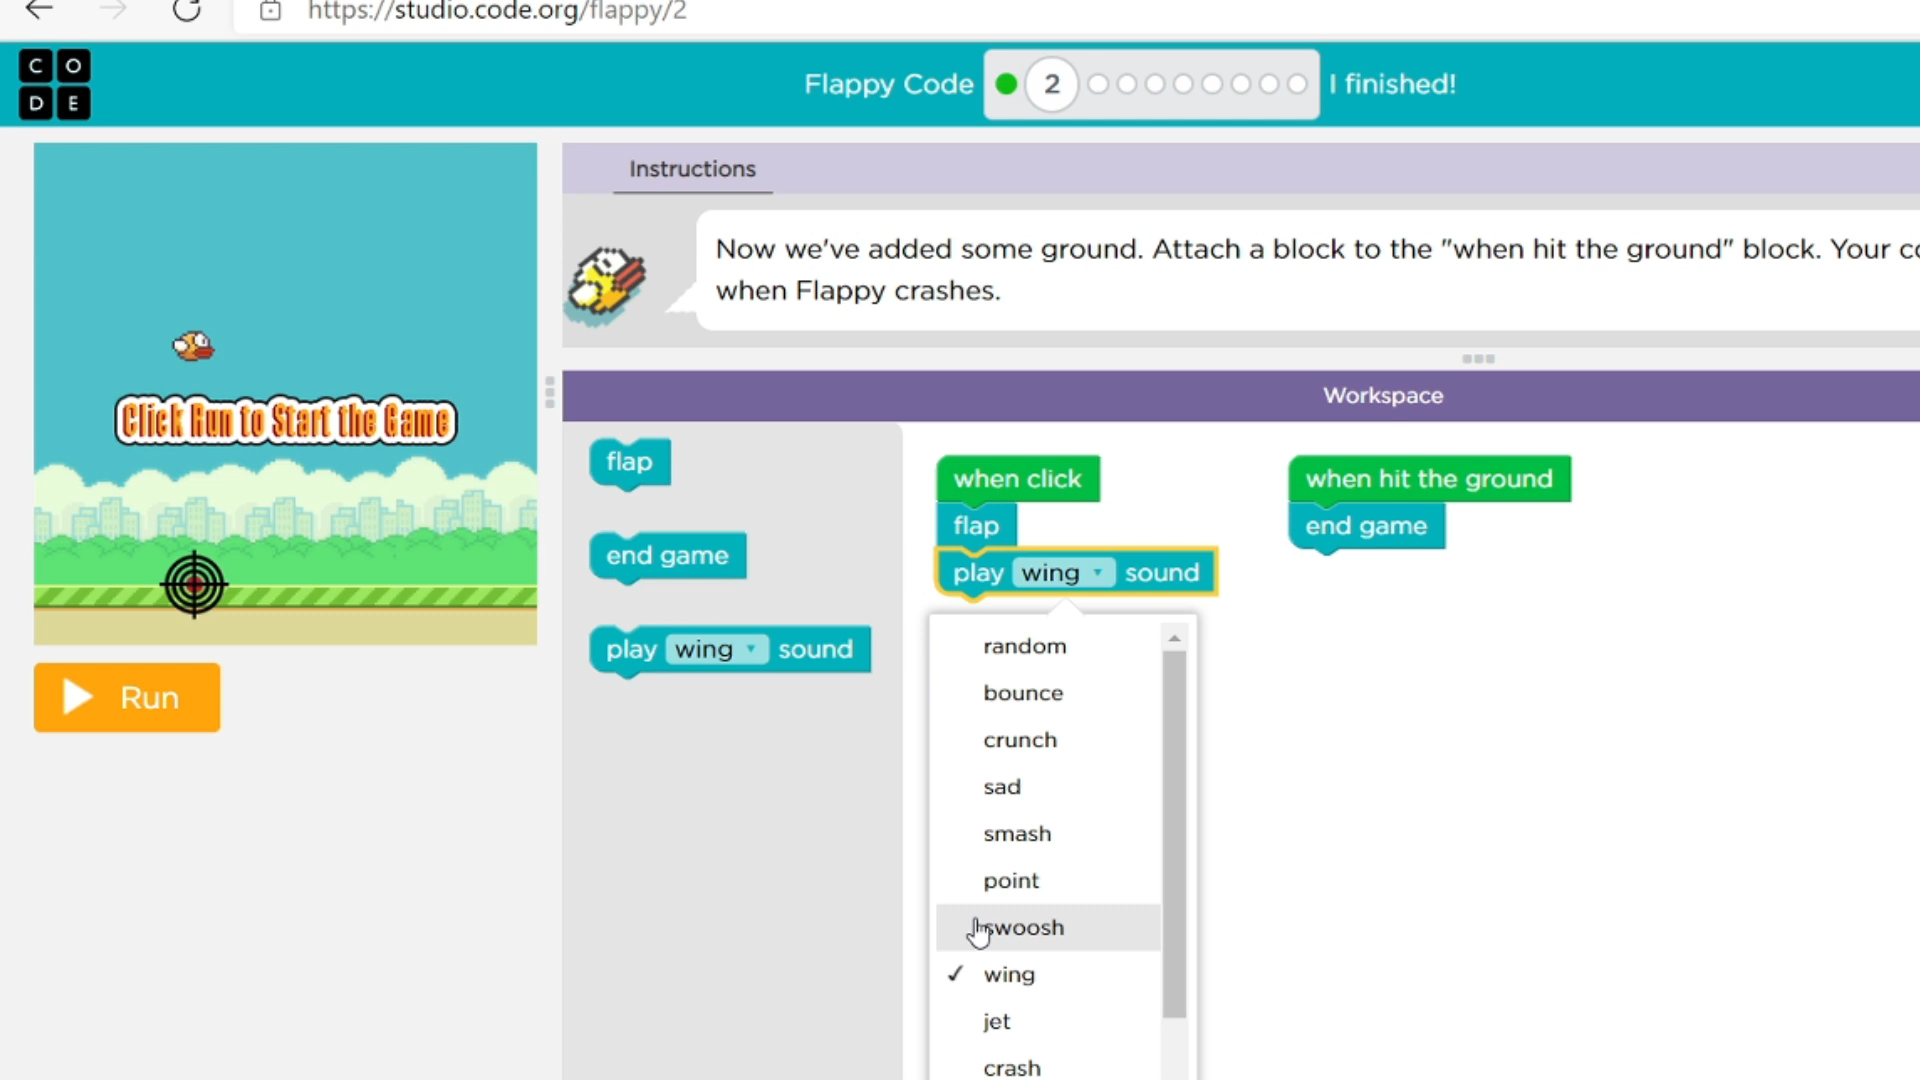 https://studio.code.org/flappy/2
C O
D E
Flappy Code
2
I finished!
Instructions
Now we've added some ground. Attach a block to the "when hit the ground" block. Your
when Flappy crashes.
Click Run to Start the Game
Run
Workspace
flap
end game
play wing sound
when click
flap
play wing sound
when hit the ground
end game
random
bounce
crunch
sad
smash
point
swoosh
✓ wing
jet
crash